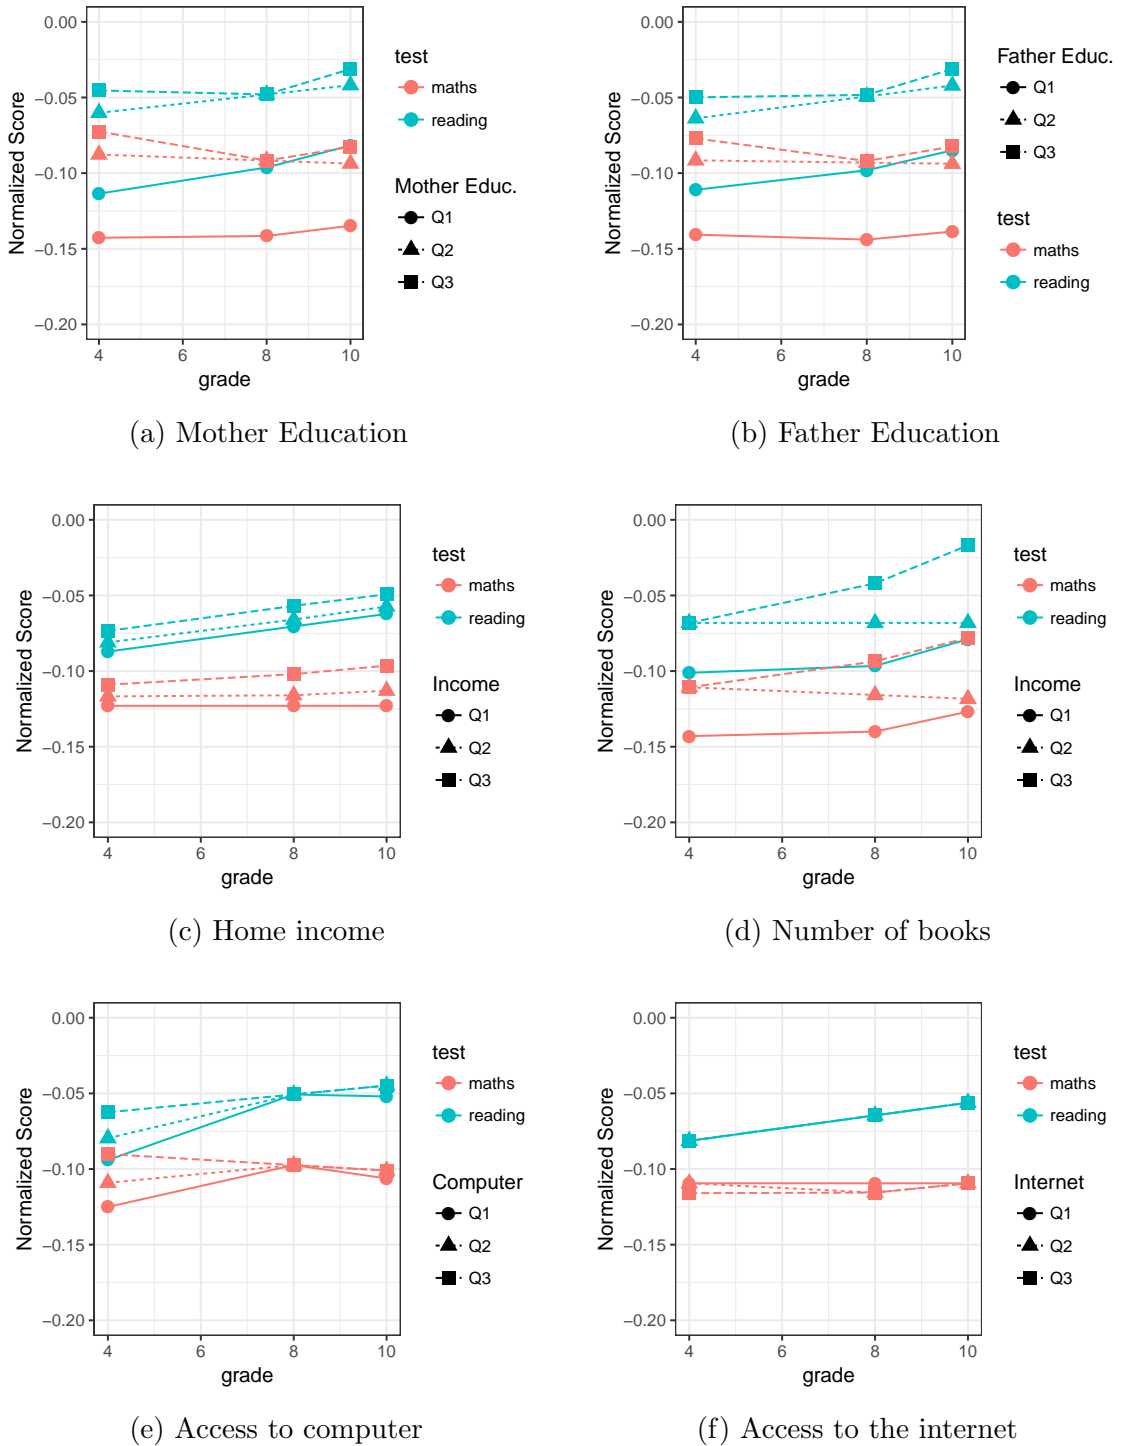 0.00
−0.05
−0.10
−0.15
−0.20
Normalized Score
4 6 8 10
grade
test
maths
reading
Mother Educ.
Q1
Q2
Q3
(a) Mother Education
0.00
−0.05
−0.10
−0.15
−0.20
Normalized Score
4 6 8 10
grade
Father Educ.
Q1
Q2
Q3
test
maths
reading
(b) Father Education
0.00
−0.05
−0.10
−0.15
−0.20
Normalized Score
4 6 8 10
grade
test
maths
reading
Income
Q1
Q2
Q3
(c) Home income
0.00
−0.05
−0.10
−0.15
−0.20
Normalized Score
4 6 8 10
grade
test
maths
reading
Income
Q1
Q2
Q3
(d) Number of books
0.00
−0.05
−0.10
−0.15
−0.20
Normalized Score
4 6 8 10
grade
test
maths
reading
Computer
Q1
Q2
Q3
(e) Access to computer
0.00
−0.05
−0.10
−0.15
−0.20
Normalized Score
4 6 8 10
grade
test
maths
reading
Internet
Q1
Q2
Q3
(f) Access to the internet